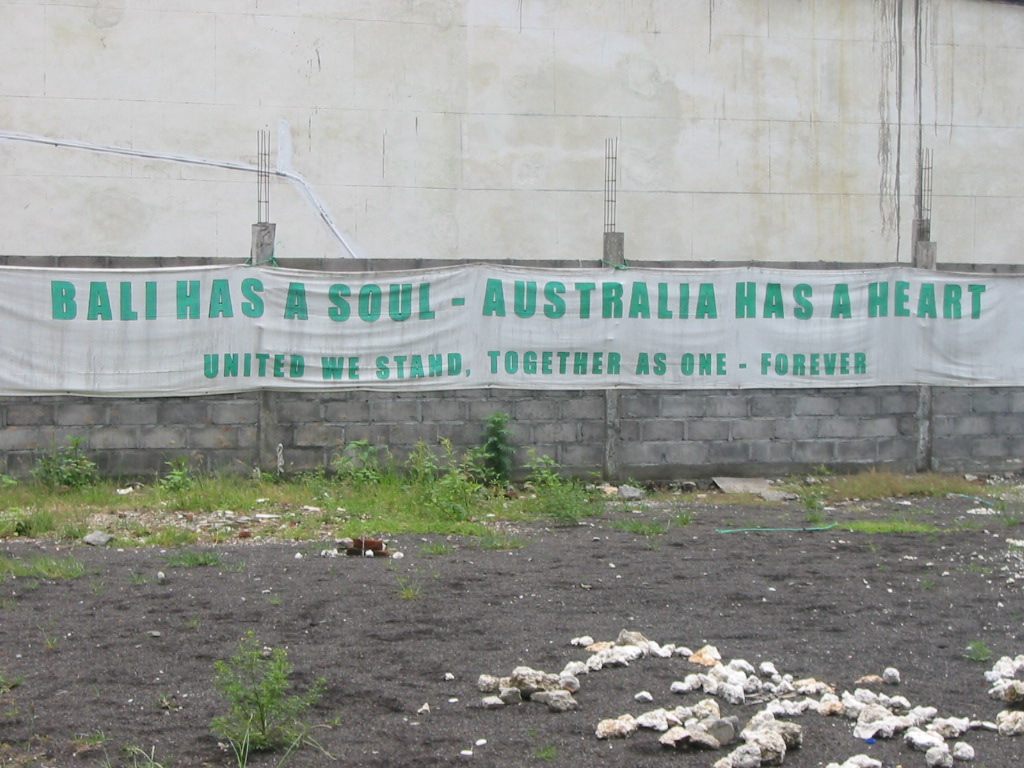 BALI HAS A SOUL - AUSTRALIA HAS A HEART
UNITED WE STAND, TOGETHER AS ONE - FOREVER